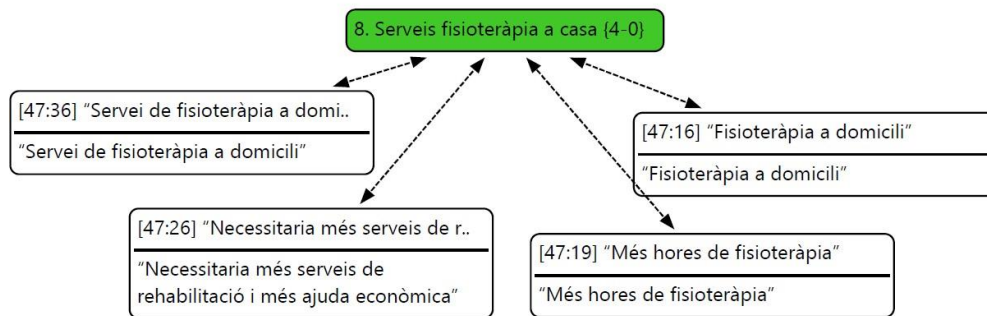 8. Serveis fisioteràpia a casa {4-0}
[47:36] “Servei de fisioteràpia a domi..
“Servei de fisioteràpia a domicili”
[47:16] “Fisioteràpia a domicili”
“Fisioteràpia a domicili”
[47:26] “Necessitaria més serveis de r..
“Necessitaria més serveis de
rehabilitació i més ajuda econòmica”
[47:19] “Més hores de fisioteràpia”
“Més hores de fisioteràpia”